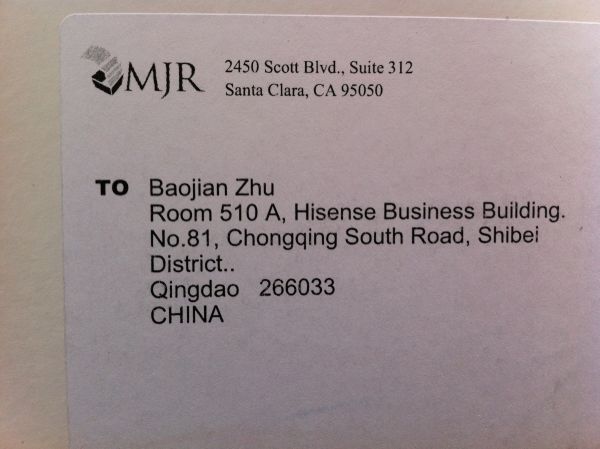 MJR
2450 Scott Blvd., Suite 312
Santa Clara, CA 95050
TO Baojian Zhu
Room 510 A, Hisense Business Building.
No.81, Chongqing South Road, Shibei
District..
Qingdao 266033
CHINA